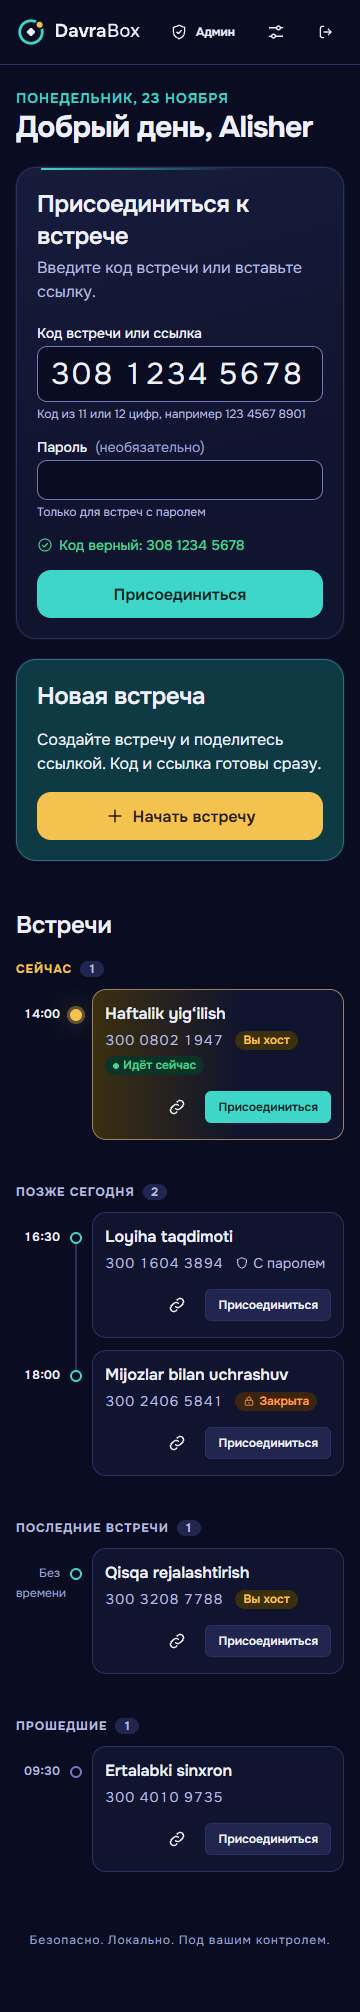 DavraBox Админ
ПОНЕДЕЛЬНИК, 23 НОЯБРЯ
Добрый день, Alisher
Присоединиться к
встрече
Введите код встречи или вставьте
ссылку.
Код встречи или ссылка
308 1234 5678
Код из 11 или 12 цифр, например 123 4567 8901
Пароль (необязательно)
Только для встреч с паролем
Код верный: 308 1234 5678
Присоединиться
Новая встреча
Создайте встречу и поделитесь
ссылкой. Код и ссылка готовы сразу.
Начать встречу
Встречи
СЕЙЧАС 1
14:00 Haftalik yigʻilish
300 0802 1947 Вы хост
Идёт сейчас
Присоединиться
ПОЗЖЕ СЕГОДНЯ 2
16:30 Loyiha taqdimoti
300 1604 3894 С паролем
Присоединиться
18:00 Mijozlar bilan uchrashuv
300 2406 5841 Закрыта
Присоединиться
ПОСЛЕДНИЕ ВСТРЕЧИ 1
Без времени Qisqa rejalashtirish
300 3208 7788 Вы хост
Присоединиться
ПРОШЕДШИЕ 1
09:30 Ertalabki sinxron
300 4010 9735
Присоединиться
Безопасно. Локально. Под вашим контролем.